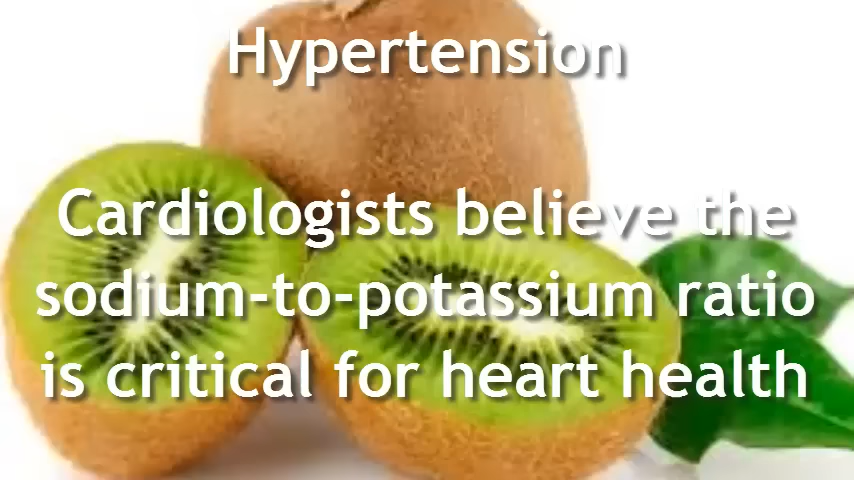 Hypertension
Cardiologists believe the
sodium-to-potassium ratio
is critical for heart health